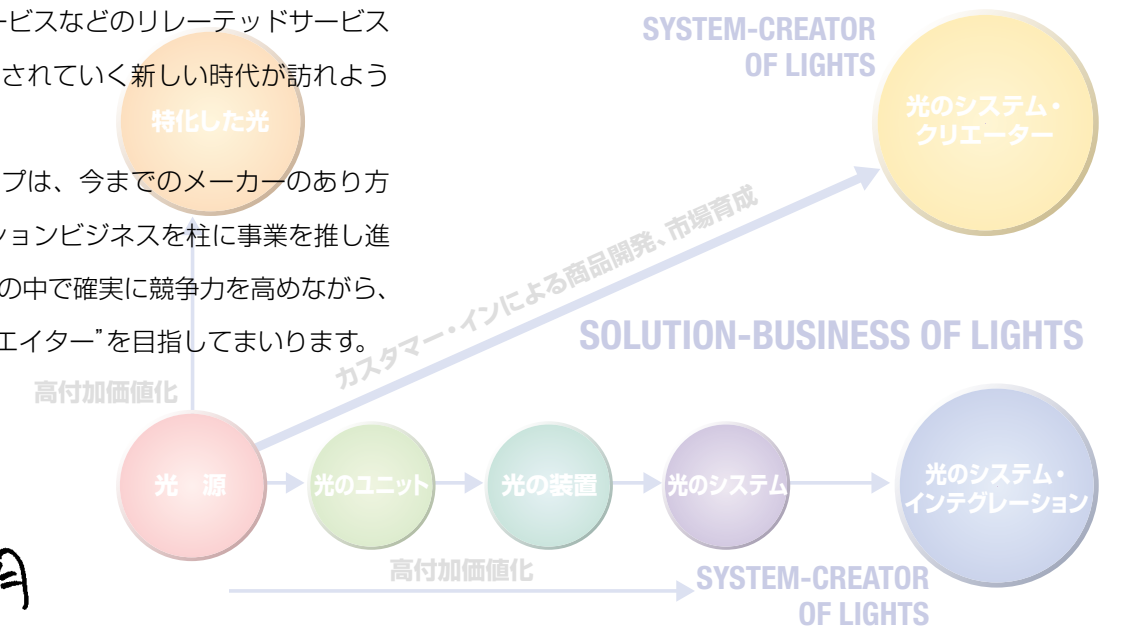 ービスなどのリレーテッドサービス
されていく新しい時代が訪れよう
プは、今までのメーカーのあり方
ションビジネスを柱に事業を推し進
の中で確実に競争力を高めながら、
エイター”を目指してまいります。
SYSTEM-CREATOR
OF LIGHTS
光のシステム・
クリエーター
特化した光
カスタマー・インによる商品開発、市場育成
SOLUTION-BUSINESS OF LIGHTS
高付加価値化
光 源
光のユニット
光の装置
光のシステム
光のシステム・
インテグレーション
高付加価値化
SYSTEM-CREATOR
OF LIGHTS